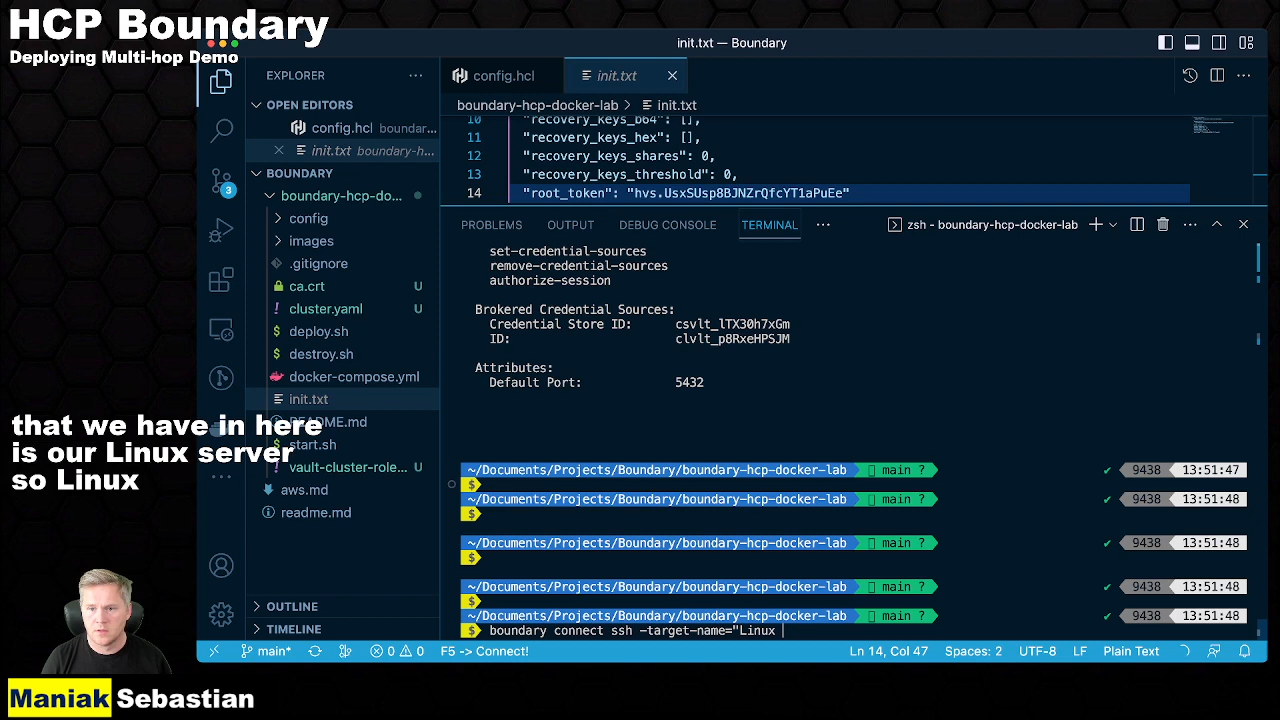 HCP Boundary
Deploying Multi-hop Demo
init.txt — Boundary
EXPLORER
config.hcl
init.txt
OPEN EDITORS
config.hcl boundar...
init.txt boundary-h...
BOUNDARY
boundary-hcp-do...
config
images
.gitignore
ca.crt U
cluster.yaml U
deploy.sh
destroy.sh
docker-compose.yml
init.txt
README.md
start.sh
vault-cluster-role... U
aws.md
readme.md
OUTLINE
TIMELINE
3
boundary-hcp-docker-lab > init.txt
10 "recovery_keys_b64": [],
11 "recovery_keys_hex": [],
12 "recovery_keys_shares": 0,
13 "recovery_keys_threshold": 0,
14 "root_token": "hvs.UsxSUsp8BJNZrQfcYT1aPuEe"
PROBLEMS OUTPUT DEBUG CONSOLE TERMINAL
zsh - boundary-hcp-docker-lab
set-credential-sources
remove-credential-sources
authorize-session
Brokered Credential Sources:
Credential Store ID: csvlt_lTX30h7xGm
ID: clvlt_p8RxeHPSJM
Attributes:
Default Port: 5432
~/Documents/Projects/Boundary/boundary-hcp-docker-lab main ? ✔ 9438 13:51:47
$
~/Documents/Projects/Boundary/boundary-hcp-docker-lab main ? ✔ 9438 13:51:48
$
~/Documents/Projects/Boundary/boundary-hcp-docker-lab main ? ✔ 9438 13:51:48
$
~/Documents/Projects/Boundary/boundary-hcp-docker-lab main ? ✔ 9438 13:51:48
$
~/Documents/Projects/Boundary/boundary-hcp-docker-lab main ? ✔ 9438 13:51:48
$ boundary connect ssh -target-name="Linux
that we have in here
is our Linux server
so Linux
main* 0 0 F5 -> Connect! Ln 14, Col 47 Spaces: 2 UTF-8 LF Plain Text
Maniak Sebastian